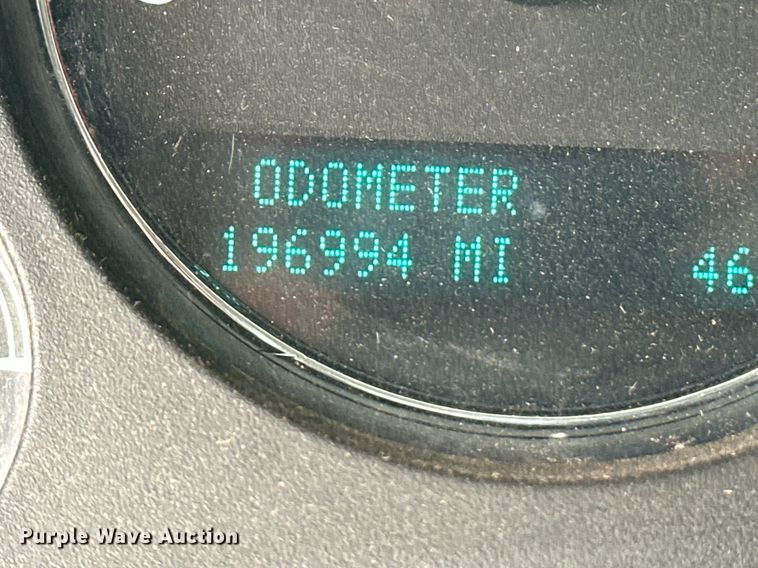 ODOMETER
196994 MI 46
Purple Wave Auction